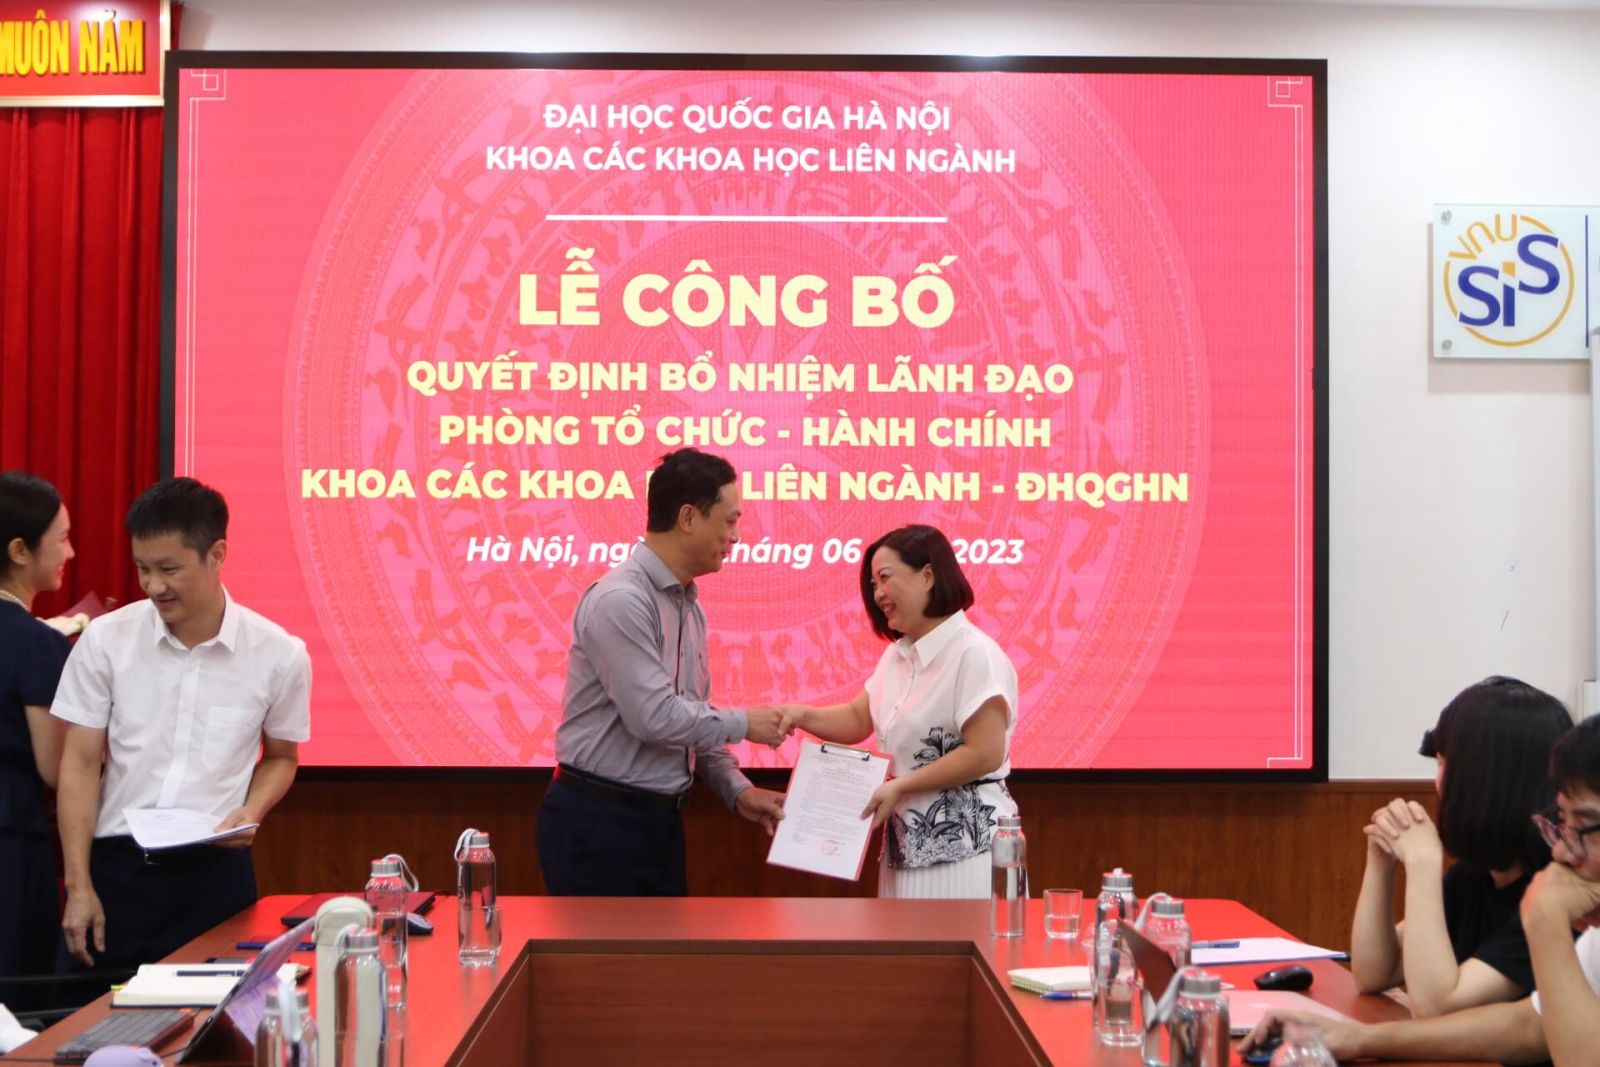 MUÔN NĂM
ĐẠI HỌC QUỐC GIA HÀ NỘI
KHOA CÁC KHOA HỌC LIÊN NGÀNH
LỄ CÔNG BỐ
QUYẾT ĐỊNH BỔ NHIỆM LÃNH ĐẠO
PHÒNG TỔ CHỨC - HÀNH CHÍNH
KHOA CÁC KHOA LIÊN NGÀNH - ĐHQGHN
Hà Nội, tháng 06 2023
VNU
SiS